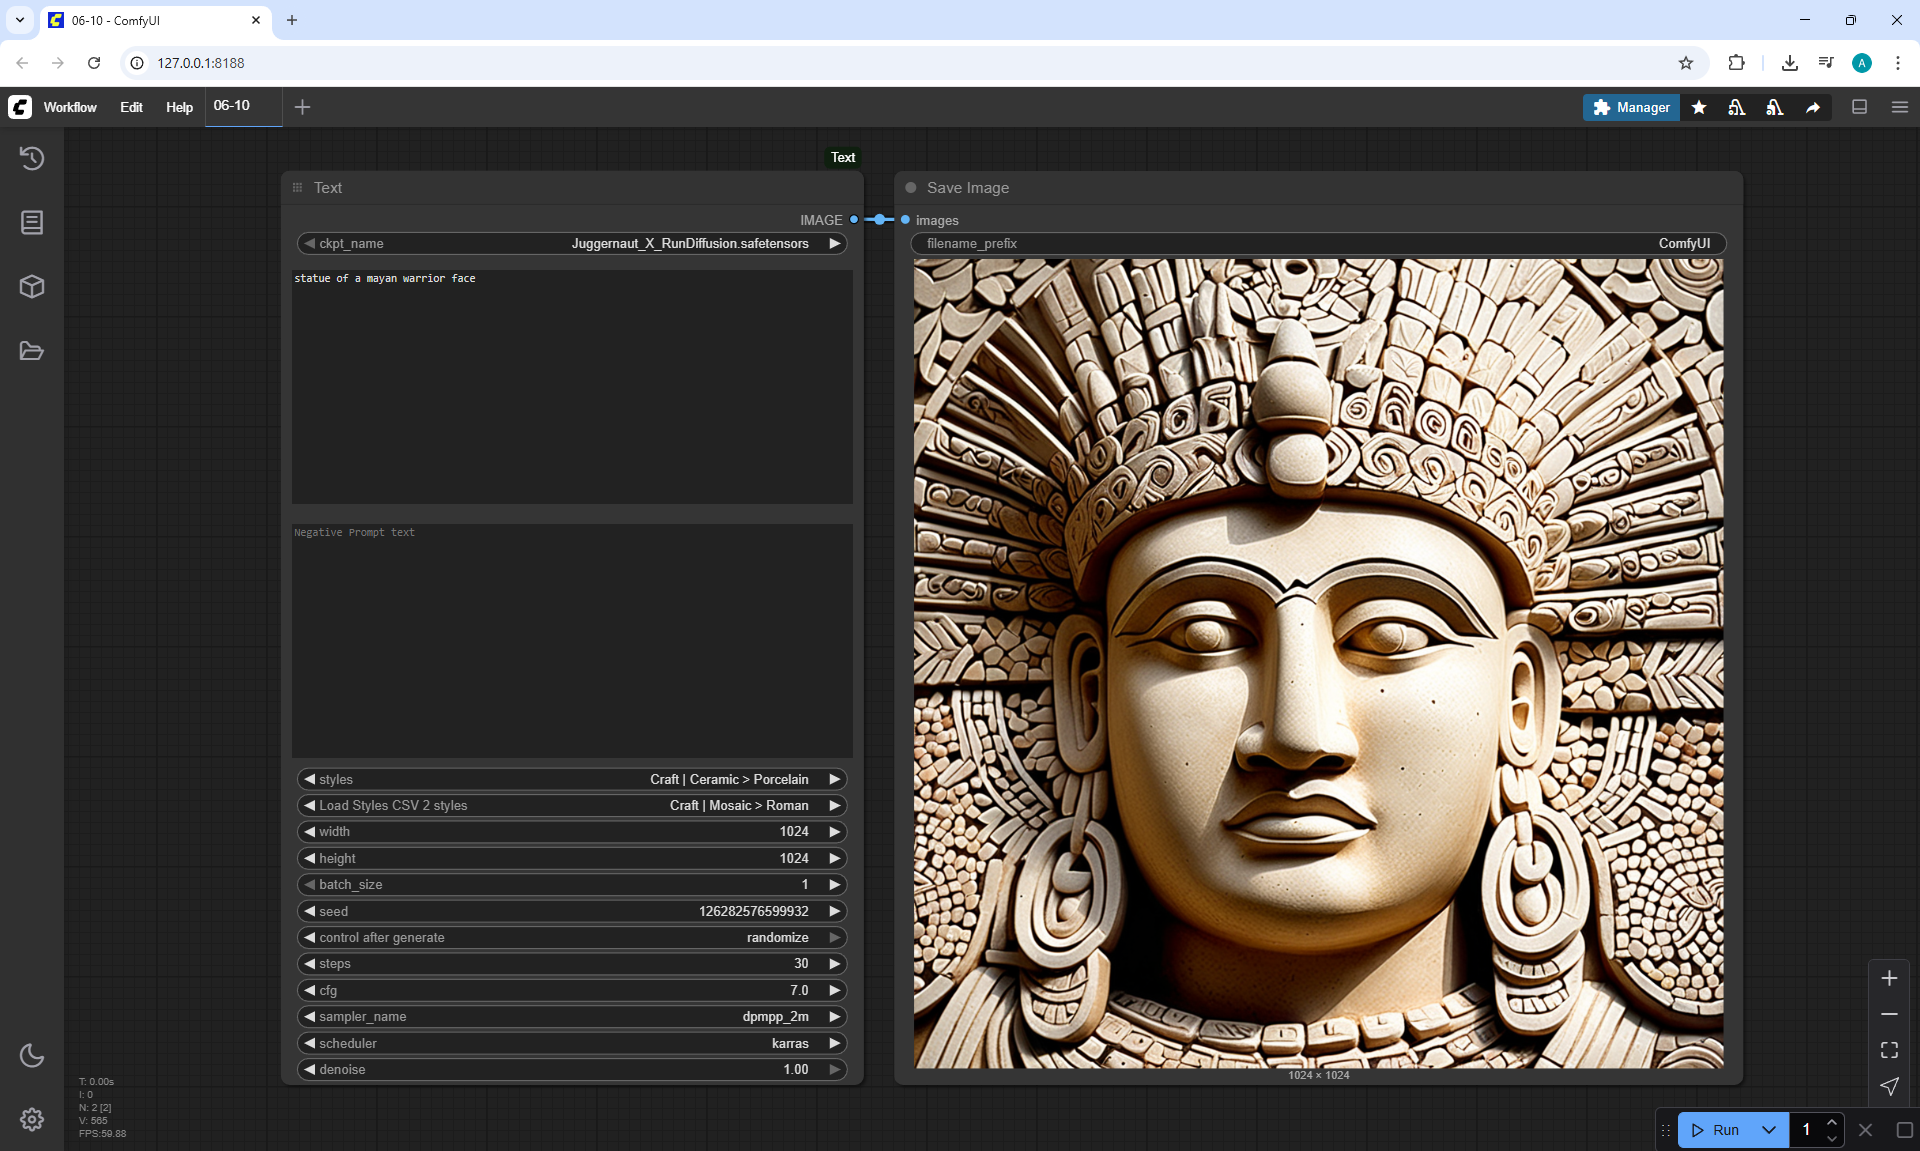 06-10 - ComfyUI
127.0.0.1:8188
Workflow Edit Help 06-10
Manager
Text
Text
IMAGE
ckpt_name Juggernaut_X_RunDiffusion.safetensors
statue of a mayan warrior face
Negative Prompt text
styles Craft | Ceramic > Porcelain
Load Styles CSV 2 styles Craft | Mosaic > Roman
width 1024
height 1024
batch_size 1
seed 126282576599932
control after generate randomize
steps 30
cfg 7.0
sampler_name dpmpp_2m
scheduler karras
denoise 1.00
Save Image
images
filename_prefix ComfyUI
1024 × 1024
T: 0.00s
I: 0
N: 2 [2]
V: 565
FPS:59.88
Run 1
A